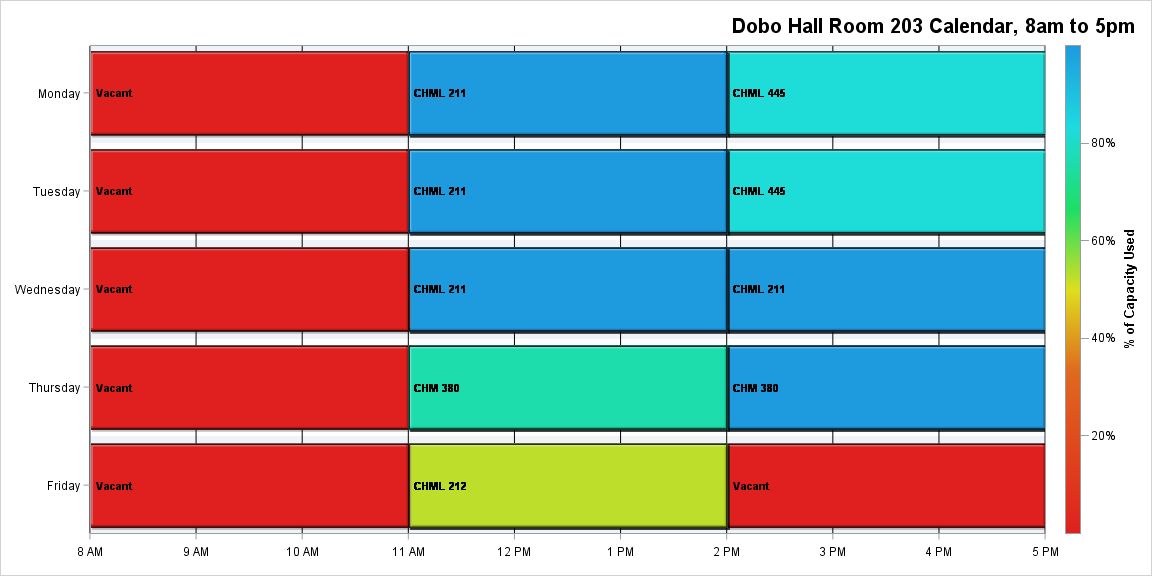 Dobo Hall Room 203 Calendar, 8am to 5pm
Monday Vacant CHML 211 CHML 445
Tuesday Vacant CHML 211 CHML 445
Wednesday Vacant CHML 211 CHML 211
Thursday Vacant CHM 380 CHM 380
Friday Vacant CHML 212 Vacant
8 AM 9 AM 10 AM 11 AM 12 PM 1 PM 2 PM 3 PM 4 PM 5 PM
80%
60%
40%
20%
% of Capacity Used